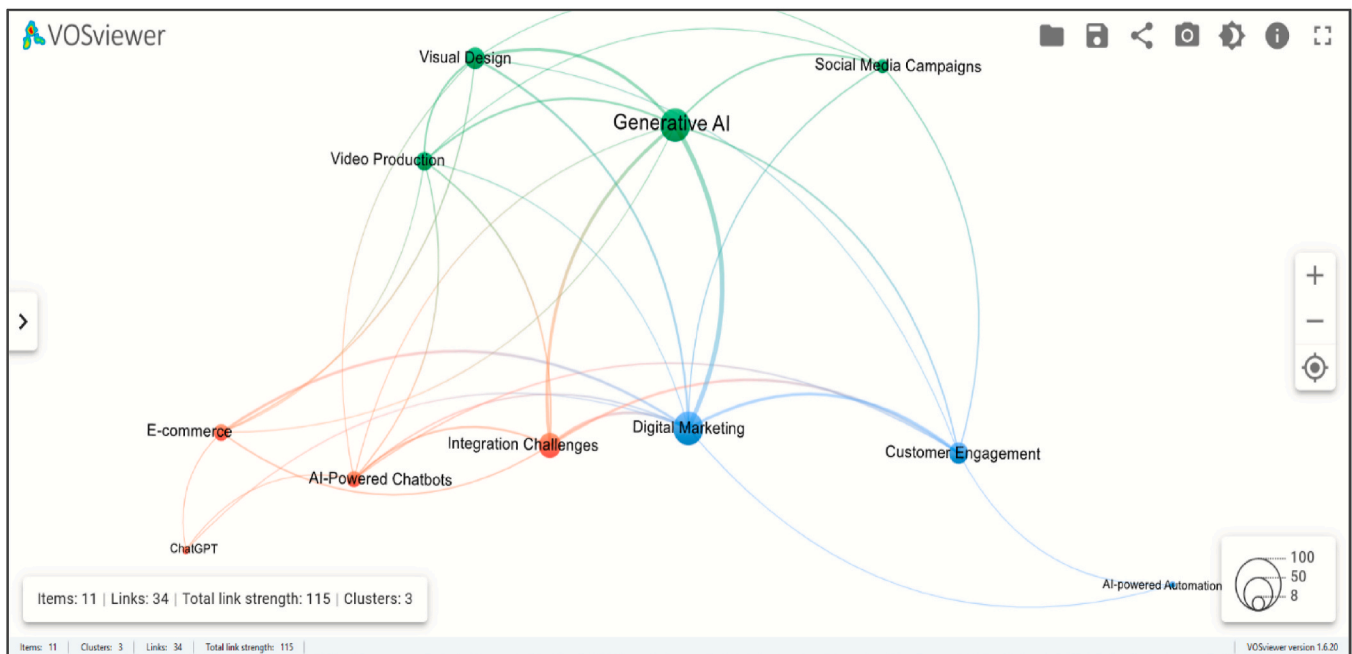 VOSviewer
Visual Design
Social Media Campaigns
Generative AI
Video Production
E-commerce
Digital Marketing
Integration Challenges
Customer Engagement
AI-Powered Chatbots
ChatGPT
AI-powered Automation
100
50
8
Items: 11 | Links: 34 | Total link strength: 115 | Clusters: 3
Items: 11 | Clusters: 3 | Links: 34 | Total link strength: 115 |
VOSviewer version 1.6.20